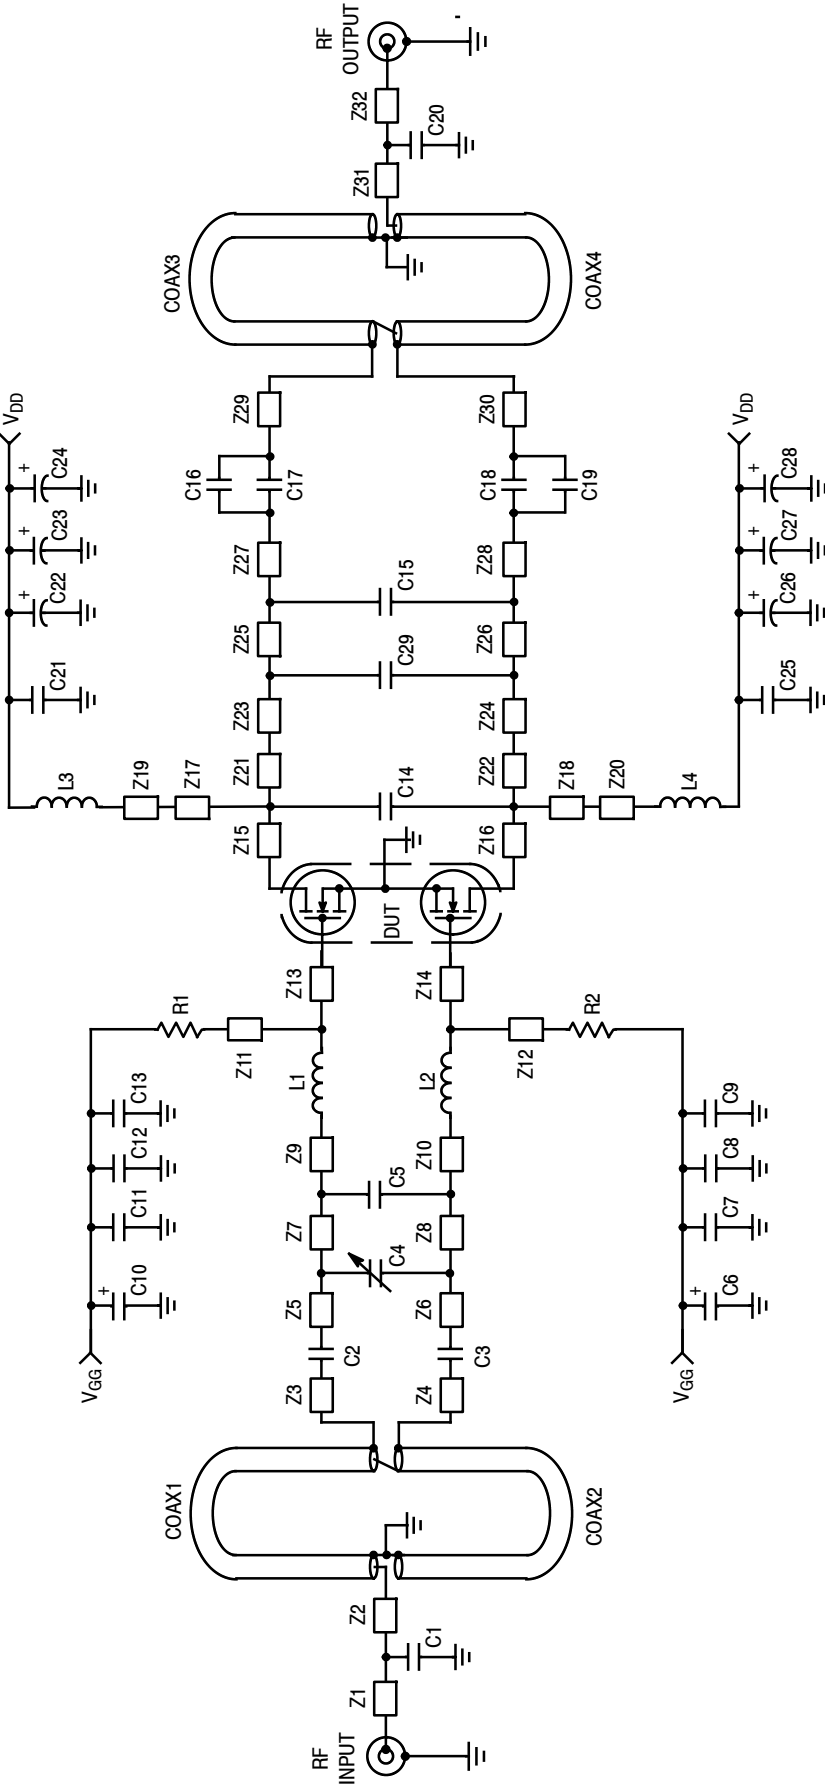 RF
INPUT
Z1
C1
Z2
COAX1
COAX2
Z3
Z4
C2
C3
Z5
Z6
C4
Z7
Z8
C5
Z9
Z10
L1
L2
VGG
+
C10
C11
C12
C13
R1
Z11
VGG
+
C6
C7
C8
C9
R2
Z12
Z13
Z14
DUT
Z15
Z16
C14
Z17
Z19
L3
Z18
Z20
L4
Z21
Z22
Z23
Z24
C29
Z25
Z26
C15
Z27
Z28
C16
C17
C18
C19
Z29
Z30
C21
+
C22
+
C23
+
C24
VDD
C25
+
C26
+
C27
+
C28
VDD
COAX3
COAX4
Z31
C20
Z32
RF
OUTPUT